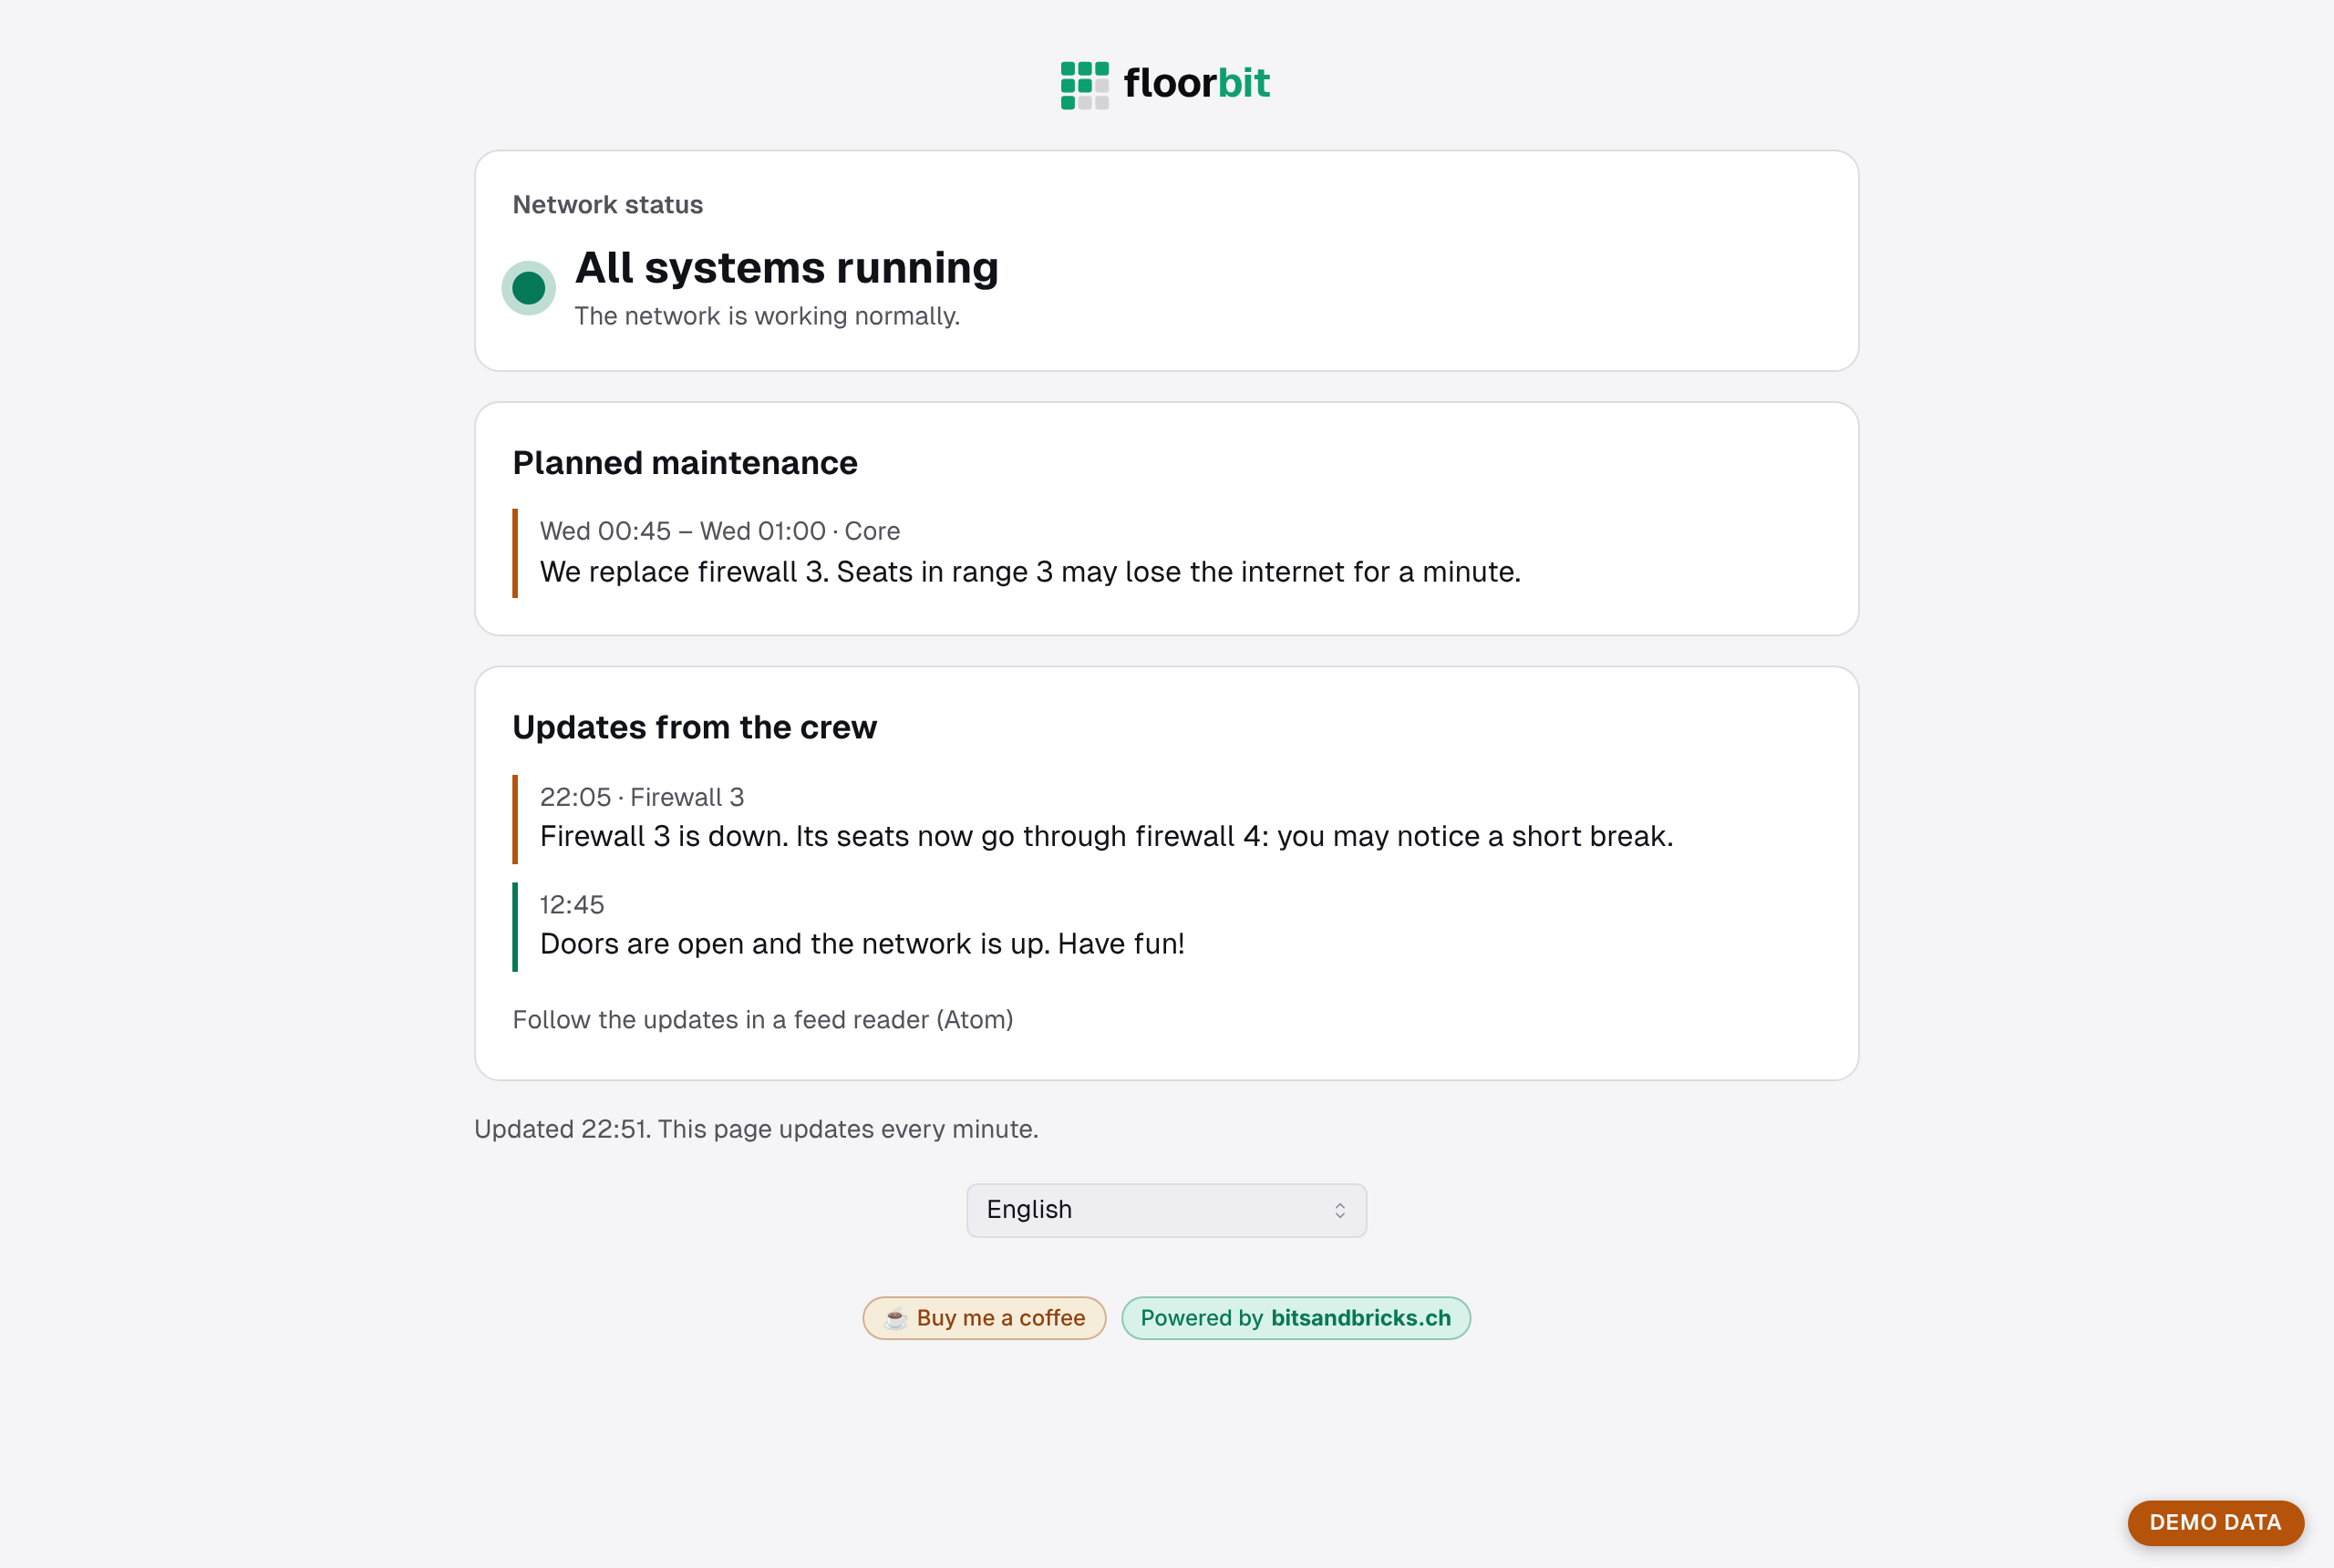 floorbit
Network status
All systems running
The network is working normally.
Planned maintenance
Wed 00:45 – Wed 01:00 · Core
We replace firewall 3. Seats in range 3 may lose the internet for a minute.
Updates from the crew
22:05 · Firewall 3
Firewall 3 is down. Its seats now go through firewall 4: you may notice a short break.
12:45
Doors are open and the network is up. Have fun!
Follow the updates in a feed reader (Atom)
Updated 22:51. This page updates every minute.
English
☕ Buy me a coffee
Powered by bitsandbricks.ch
DEMO DATA